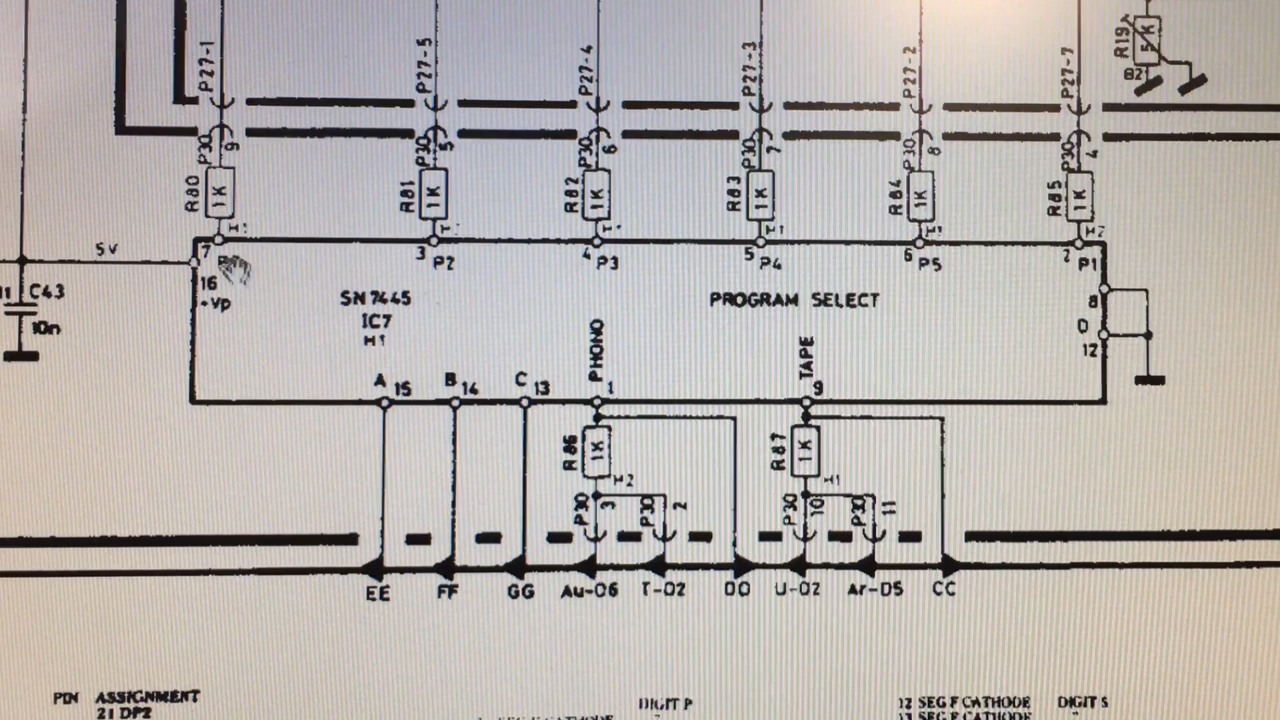 P27-1
P27-5
P27-4
P27-3
P27-2
P27-7
R19
5K
B2
P30
9
P30
5
P30
6
P30
7
P30
8
P30
4
R80
1K
R81
1K
R82
1K
R83
1K
R84
1K
R85
1K
H2
5V
7
3
P2
4
P3
5
P4
6
P5
2
P1
16
+Vp
C43
10n
SN 7445
IC7
H1
PROGRAM SELECT
8
D
12
PHONO
TAPE
A 15
B 14
C 13
1
9
R86
1K
H2
R87
1K
H1
P30
3
P30
2
P30
10
P30
11
EE
FF
GG
Au-06
T-02
DD
U-02
Ar-05
CC
PIN ASSIGNMENT
21 DP2
DIGIT P
12 SEG F CATHODE DIGIT S